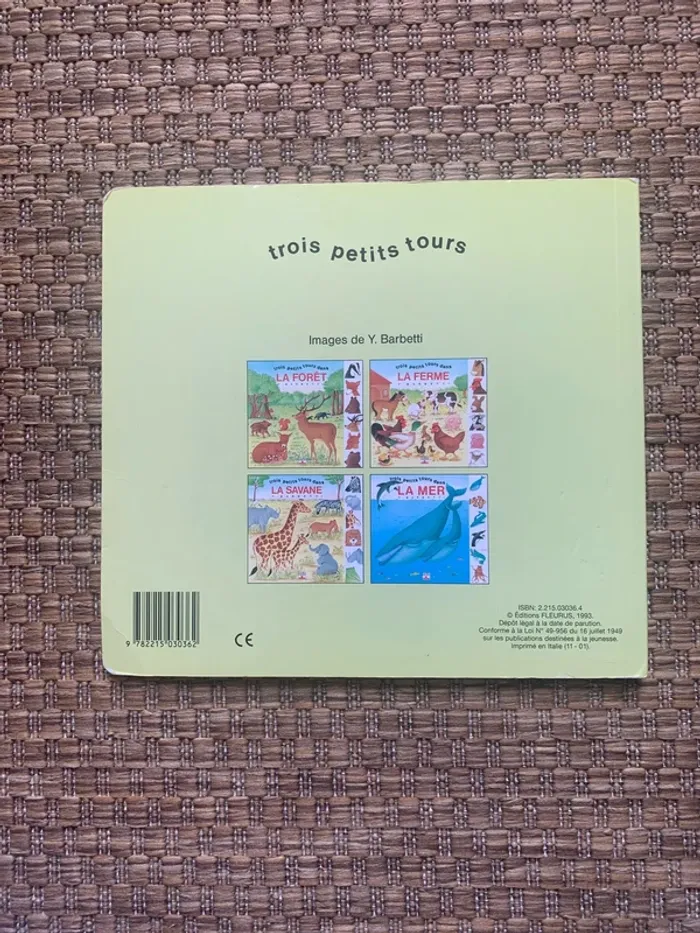 trois petits tours
Images de Y. Barbetti
trois petits tours dans
LA FORÊT
trois petits tours dans
LA FERME
trois petits tours dans
LA SAVANE
trois petits tours dans
LA MER
9 782215 030362
CE
ISBN: 2.215.03036.4
© Éditions FLEURUS, 1993.
Dépôt légal à la date de parution.
Conforme à la Loi N° 49-956 du 16 juillet 1949
sur les publications destinées à la jeunesse.
Imprimé en Italie (11 - 01).